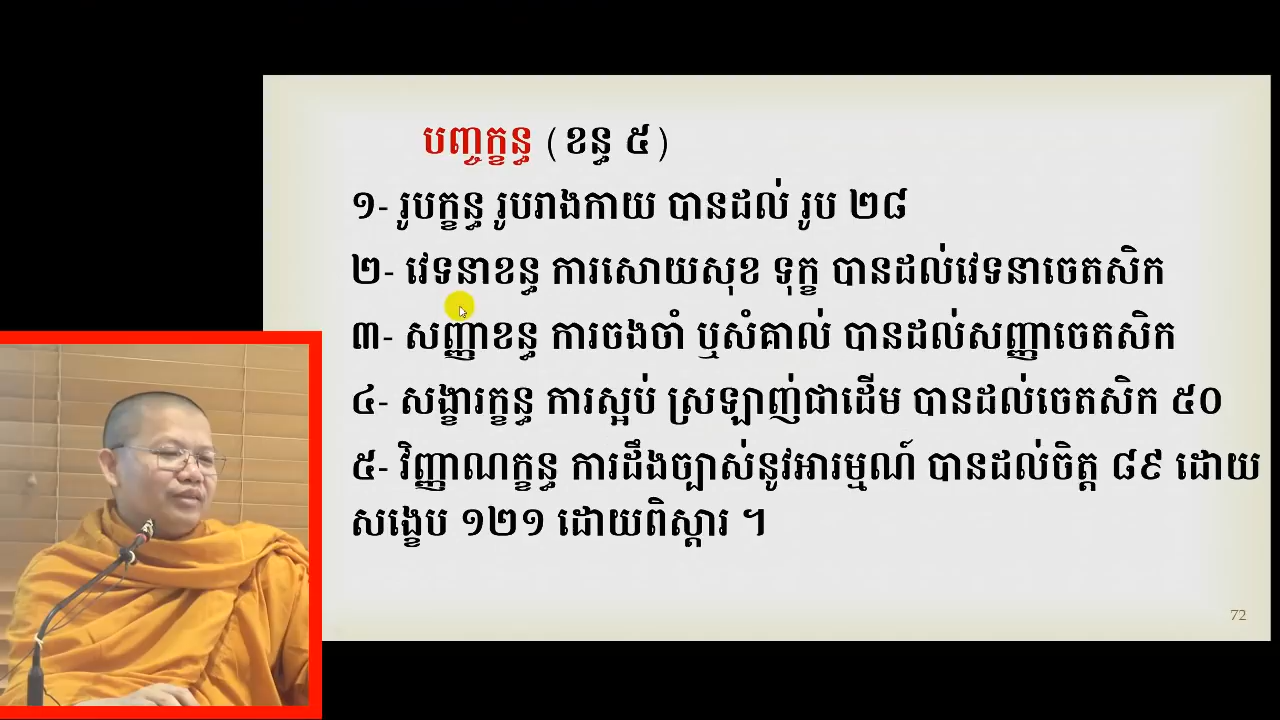 បញ្ចក្ខន្ធ (ខន្ធ ៥)
១- រូបក្ខន្ធ រូបរាងកាយ បានដល់ រូប ២៨
២- វេទនាខន្ធ ការសោយសុខ ទុក្ខ បានដល់វេទនាចេតសិក
៣- សញ្ញាខន្ធ ការចងចាំ ឬសំគាល់ បានដល់សញ្ញាចេតសិក
៤- សង្ខារក្ខន្ធ ការស្អប់ ស្រឡាញ់ជាដើម បានដល់ចេតសិក ៥០
៥- វិញ្ញាណក្ខន្ធ ការដឹងច្បាស់នូវអារម្មណ៍ បានដល់ចិត្ត ៨៩ ដោយ
សង្ខេប ១២១ ដោយពិស្តារ ។
72